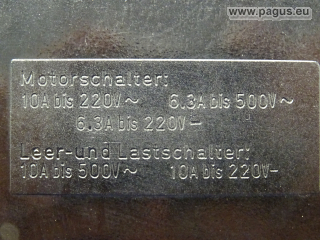 www.pagus.eu
Motorschalter:
10A bis 220V~ 6.3A bis 500V~
6.3A bis 220V-
Leer-und Lastschalter:
10A bis 500V~ 10A bis 220V-